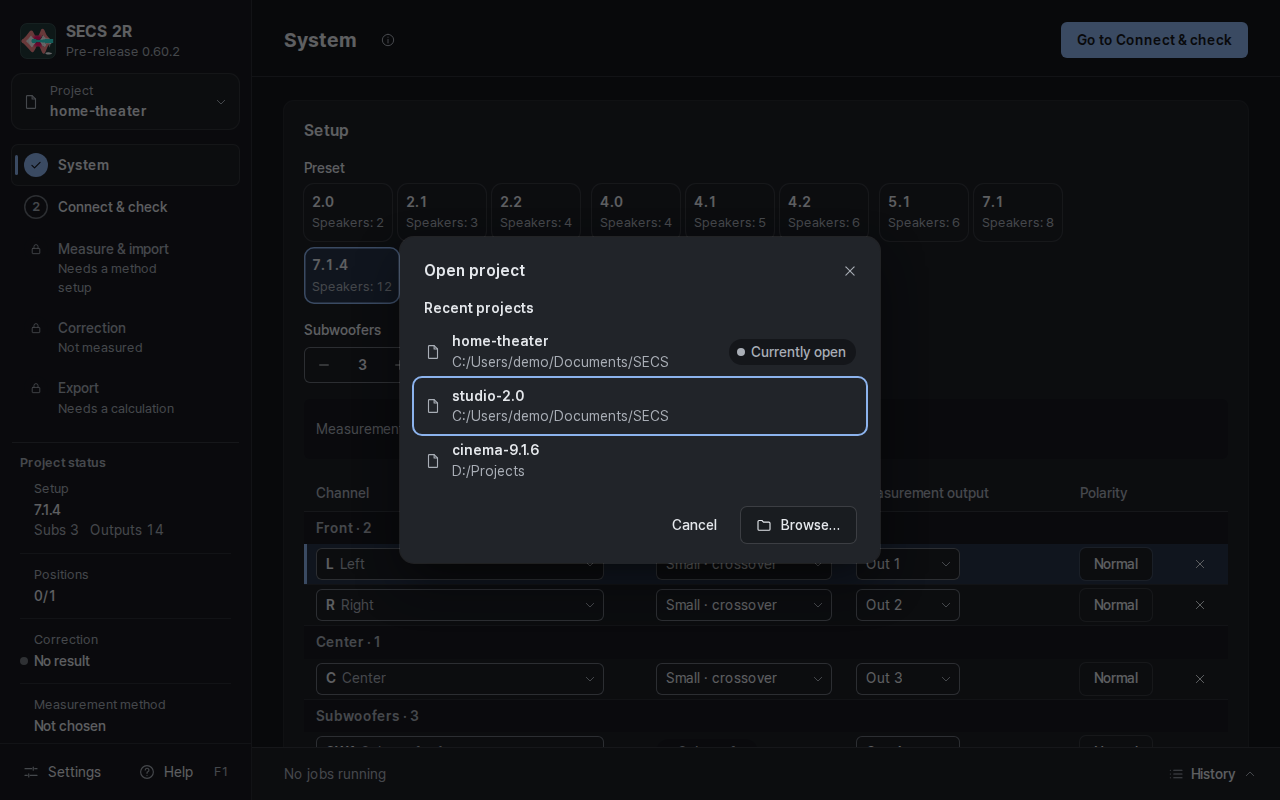 SECS 2R
Pre-release 0.60.2
Project
home-theater
System
2 Connect & check
Measure & import
Needs a method
setup
Correction
Not measured
Export
Needs a calculation
Project status
Setup
7.1.4
Subs 3 Outputs 14
Positions
0/1
Correction
No result
Measurement method
Not chosen
Settings
Help F1
System
Go to Connect & check
Setup
Preset
2.0
Speakers: 2
2.1
Speakers: 3
2.2
Speakers: 4
4.0
Speakers: 4
4.1
Speakers: 5
4.2
Speakers: 6
5.1
Speakers: 6
7.1
Speakers: 8
7.1.4
Speakers: 12
Subwoofers
3
Open project
Recent projects
home-theater
C:/Users/demo/Documents/SECS
Currently open
studio-2.0
C:/Users/demo/Documents/SECS
cinema-9.1.6
D:/Projects
Cancel
Browse...
Channel
Polarity
output
Front · 2
L Left Small · crossover Out 1 Normal
R Right Small · crossover Out 2 Normal
Center · 1
C Center Small · crossover Out 3 Normal
Subwoofers · 3
No jobs running
History